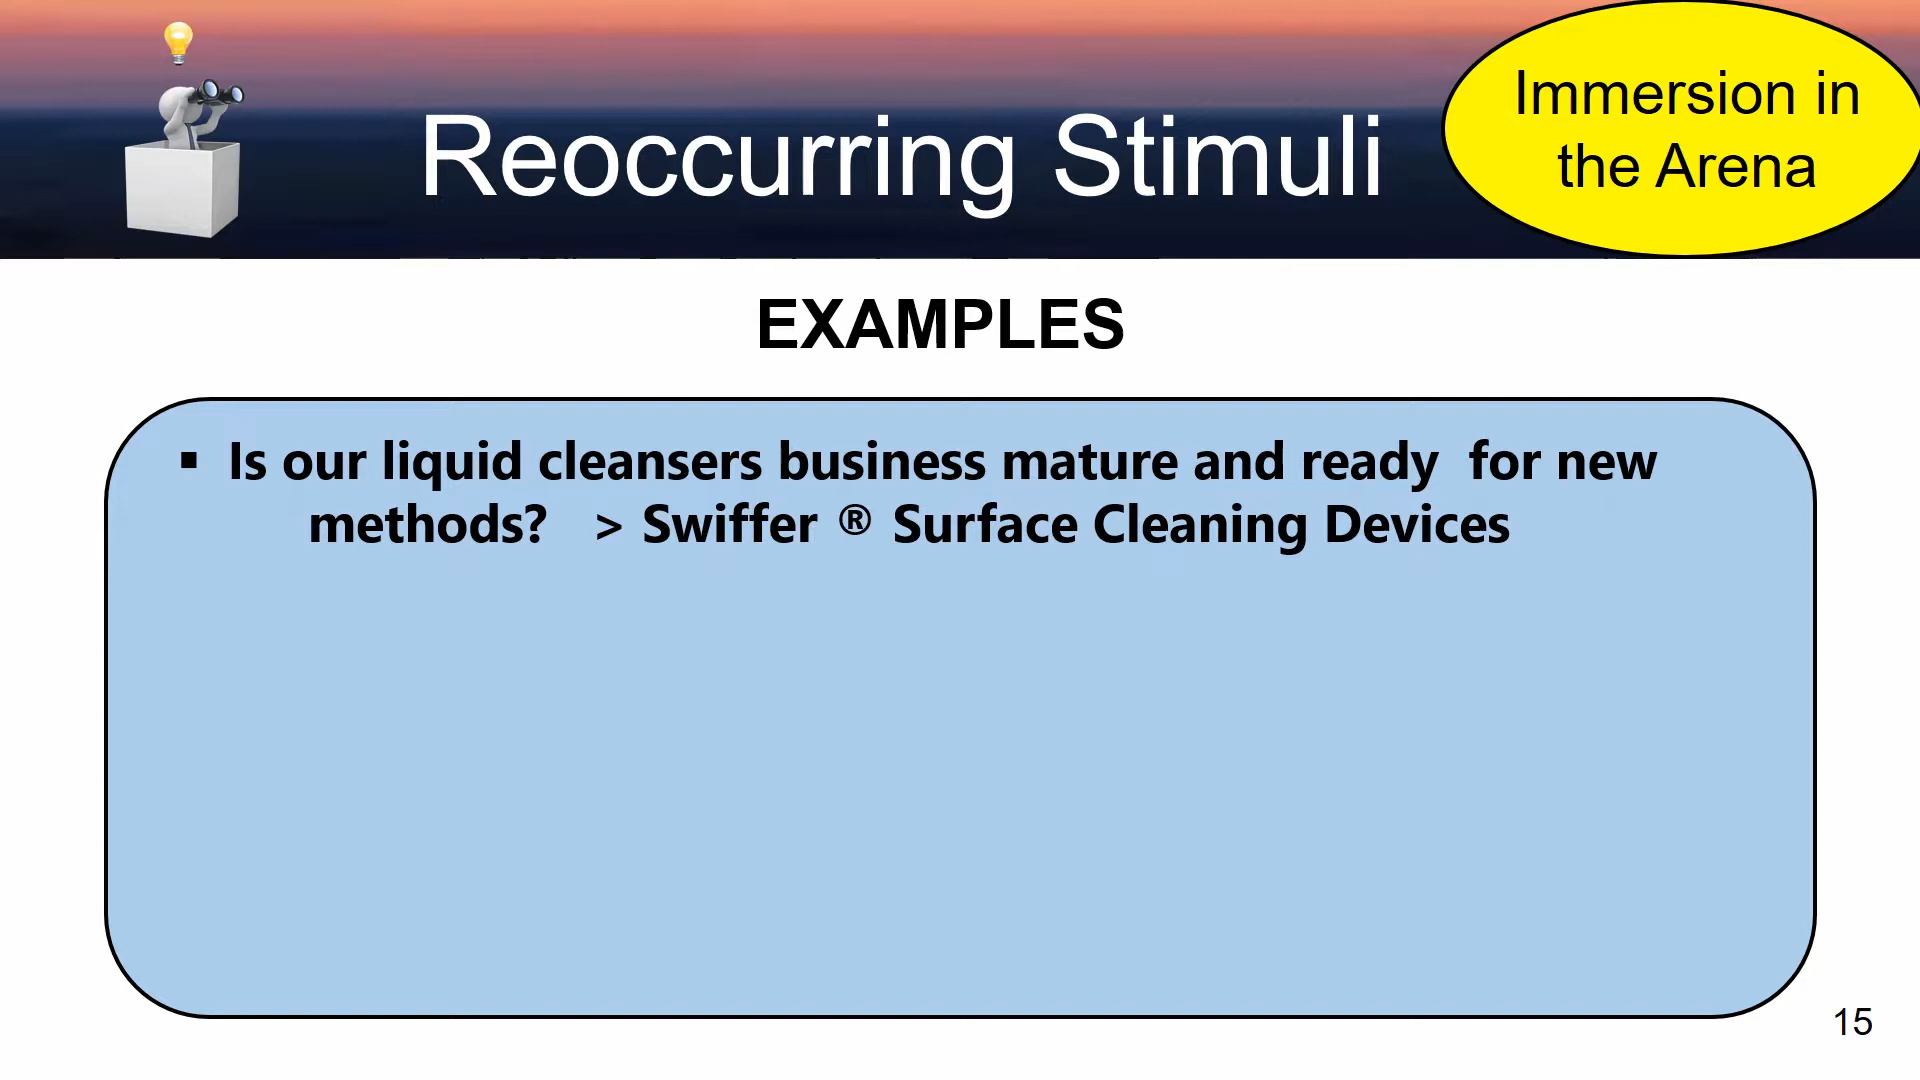 Reoccurring Stimuli
Immersion in
the Arena
EXAMPLES
▪ Is our liquid cleansers business mature and ready  for new
methods?   > Swiffer ® Surface Cleaning Devices
15